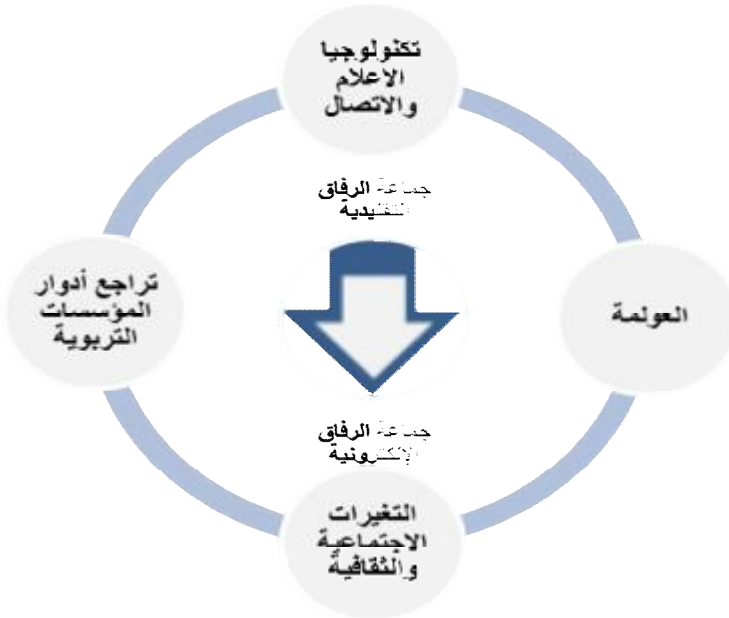 تكنولوجيا
الاعلام
والاتصال
جماعة الرفاق
التقليدية
تراجع أدوار
المؤسسات
التربوية
العولمة
جماعة الرفاق
الإلكترونية
التغيرات
الاجتماعية
والثقافية